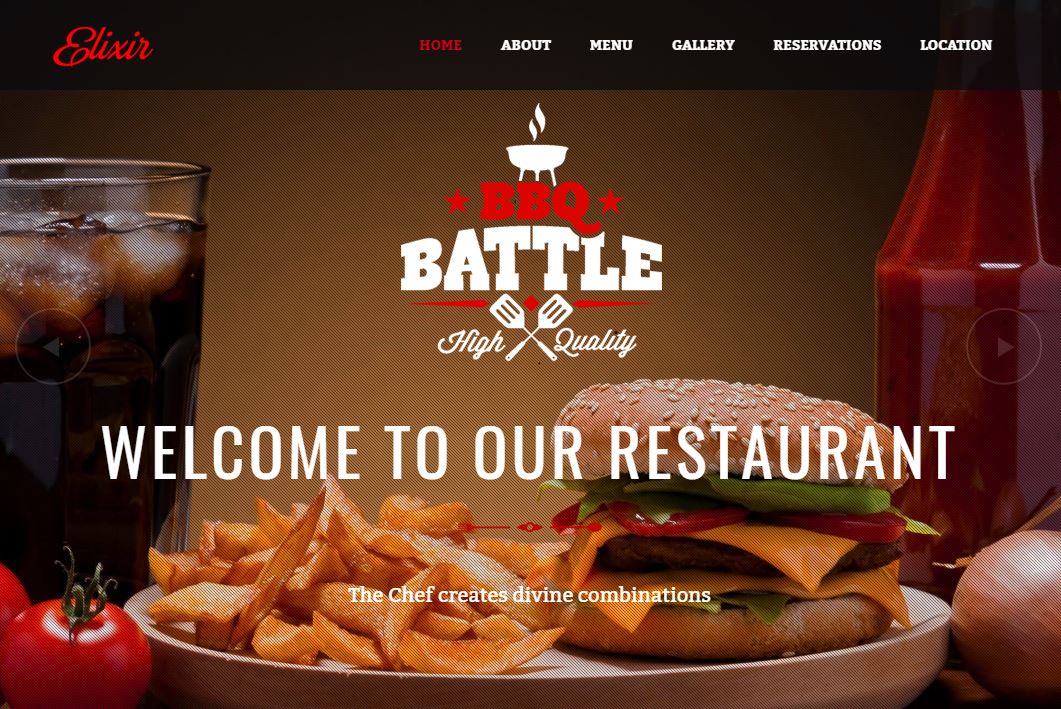 Elixir
HOME ABOUT MENU GALLERY RESERVATIONS LOCATION
BBQ
BATTLE
High Quality
WELCOME TO OUR RESTAURANT
The Chef creates divine combinations